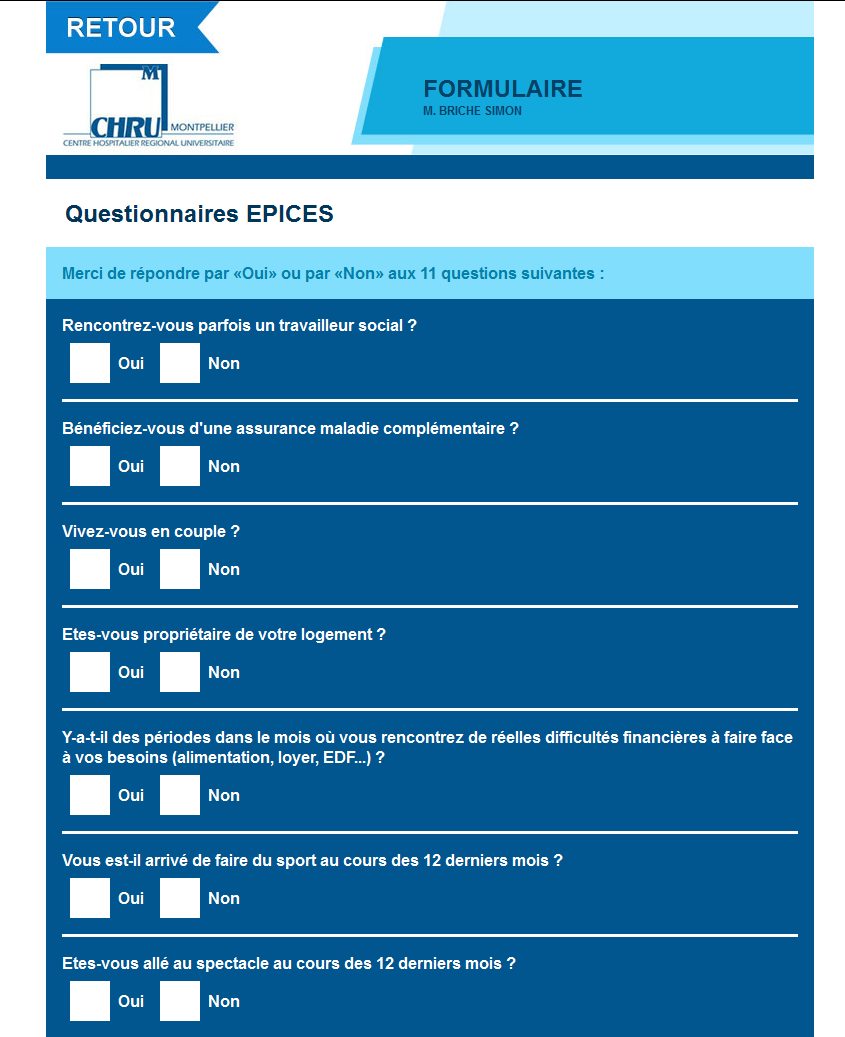 RETOUR
M
CHRU MONTPELLIER
CENTRE HOSPITALIER REGIONAL UNIVERSITAIRE
FORMULAIRE
M. BRICHE SIMON
Questionnaires EPICES
Merci de répondre par «Oui» ou par «Non» aux 11 questions suivantes :
Rencontrez-vous parfois un travailleur social ?
Oui Non
Bénéficiez-vous d'une assurance maladie complémentaire ?
Oui Non
Vivez-vous en couple ?
Oui Non
Etes-vous propriétaire de votre logement ?
Oui Non
Y-a-t-il des périodes dans le mois où vous rencontrez de réelles difficultés financières à faire face
à vos besoins (alimentation, loyer, EDF...) ?
Oui Non
Vous est-il arrivé de faire du sport au cours des 12 derniers mois ?
Oui Non
Etes-vous allé au spectacle au cours des 12 derniers mois ?
Oui Non